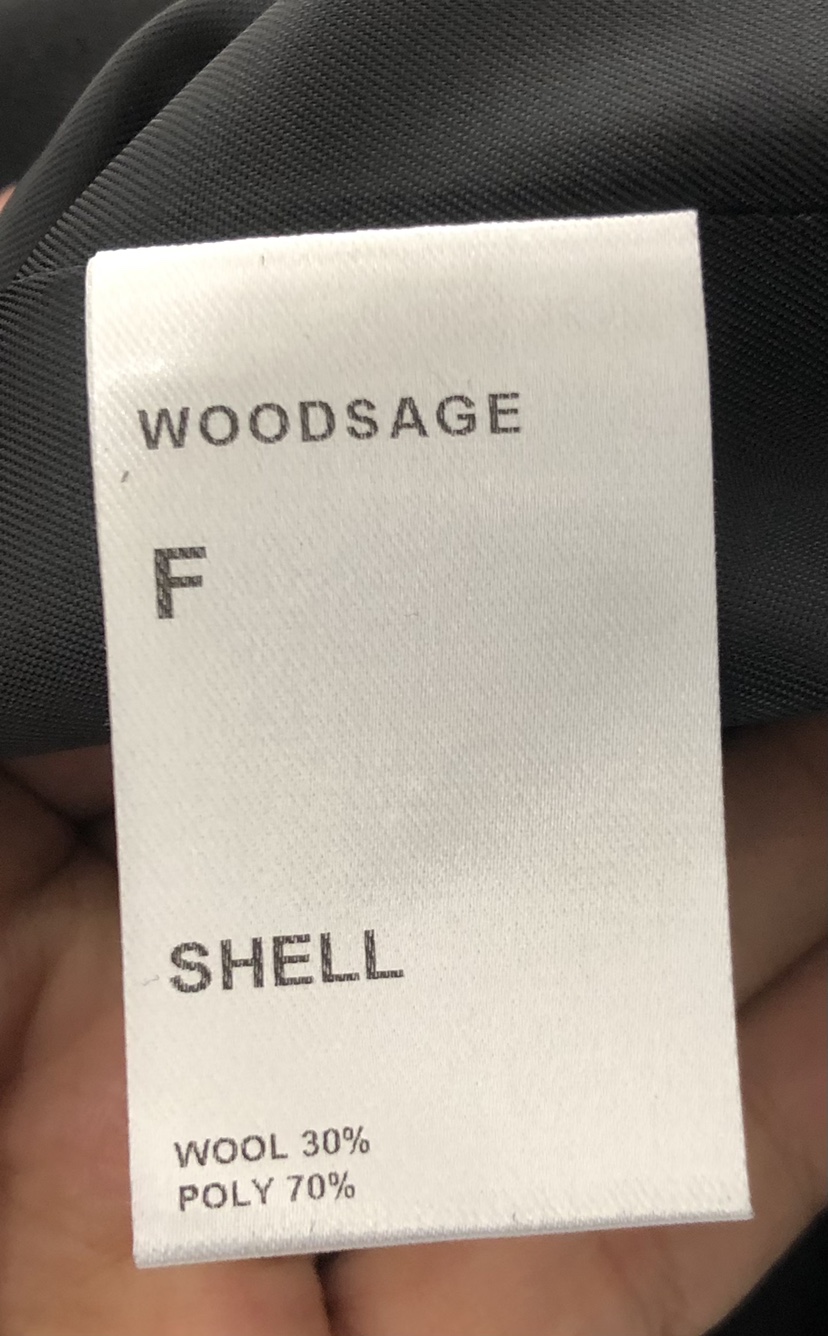 WOODSAGE
F
SHELL
WOOL 30%
POLY 70%